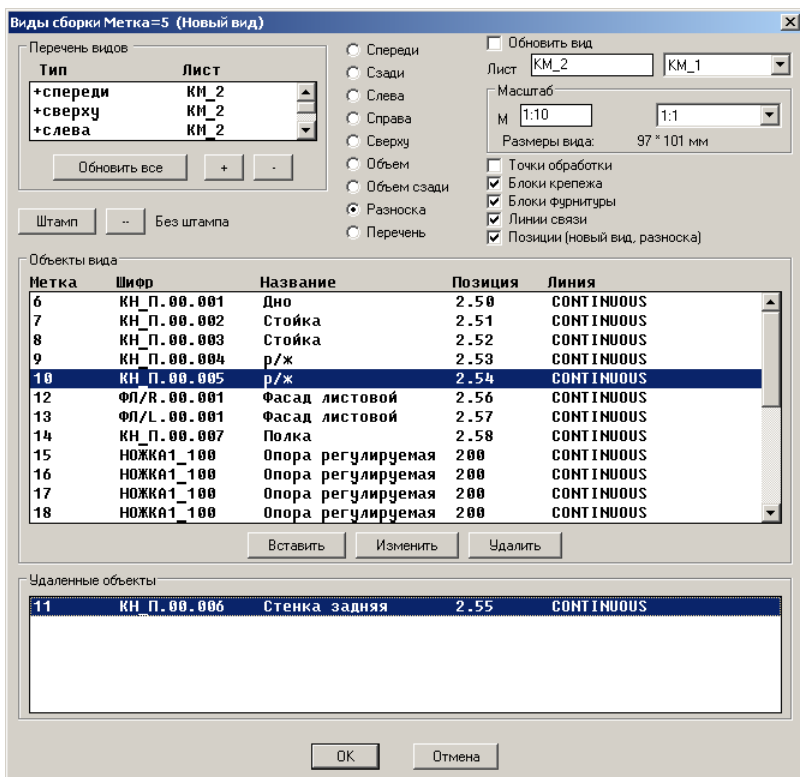 Виды сборки Метка=5 (Новый вид)
Перечень видов
Тип Лист
+спереди КМ_2
+сверху КМ_2
+слева КМ_2
Обновить все + -
Штамп -- Без штампа
Спереди
Сзади
Слева
Справа
Сверху
Объем
Объем сзади
Разноска
Перечень
Обновить вид
Лист КМ_2 КМ_1
Масштаб
М 1:10 1:1
Размеры вида: 97 * 101 мм
Точки обработки
Блоки крепежа
Блоки фурнитуры
Линии связи
Позиции (новый вид, разноска)
Объекты вида
Метка Шифр Название Позиция Линия
6 КН_П.00.001 Дно 2.50 CONTINUOUS
7 КН_П.00.002 Стойка 2.51 CONTINUOUS
8 КН_П.00.003 Стойка 2.52 CONTINUOUS
9 КН_П.00.004 р/ж 2.53 CONTINUOUS
10 КН_П.00.005 р/ж 2.54 CONTINUOUS
12 ФЛ/R.00.001 Фасад листовой 2.56 CONTINUOUS
13 ФЛ/L.00.001 Фасад листовой 2.57 CONTINUOUS
14 КН_П.00.007 Полка 2.58 CONTINUOUS
15 НОЖКА1_100 Опора регулируемая 200 CONTINUOUS
16 НОЖКА1_100 Опора регулируемая 200 CONTINUOUS
17 НОЖКА1_100 Опора регулируемая 200 CONTINUOUS
18 НОЖКА1_100 Опора регулируемая 200 CONTINUOUS
Вставить Изменить Удалить
Удаленные объекты
11 КН_П.00.006 Стенка задняя 2.55 CONTINUOUS
OK Отмена